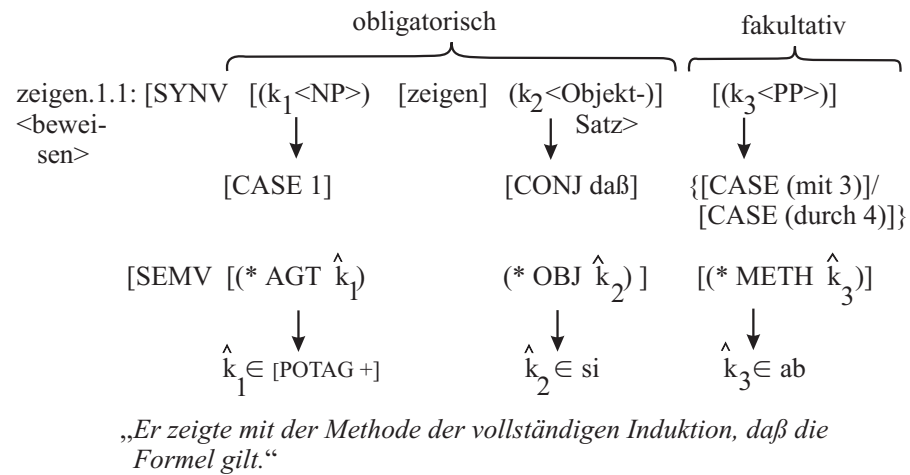 obligatorisch fakultativ
zeigen.1.1: [SYNV [(k₁<NP>) [zeigen] (k₂<Objekt-)] [(k₃<PP>)]
<bewei- Satz>
sen>
[CASE 1] [CONJ daß] {[CASE (mit 3)]/
[CASE (durch 4)]}
[SEMV [(* AGT k̂₁) (* OBJ k̂₂) ] [(* METH k̂₃)]
k̂₁∈ [POTAG +] k̂₂∈ si k̂₃∈ ab
„Er zeigte mit der Methode der vollständigen Induktion, daß die
Formel gilt.“